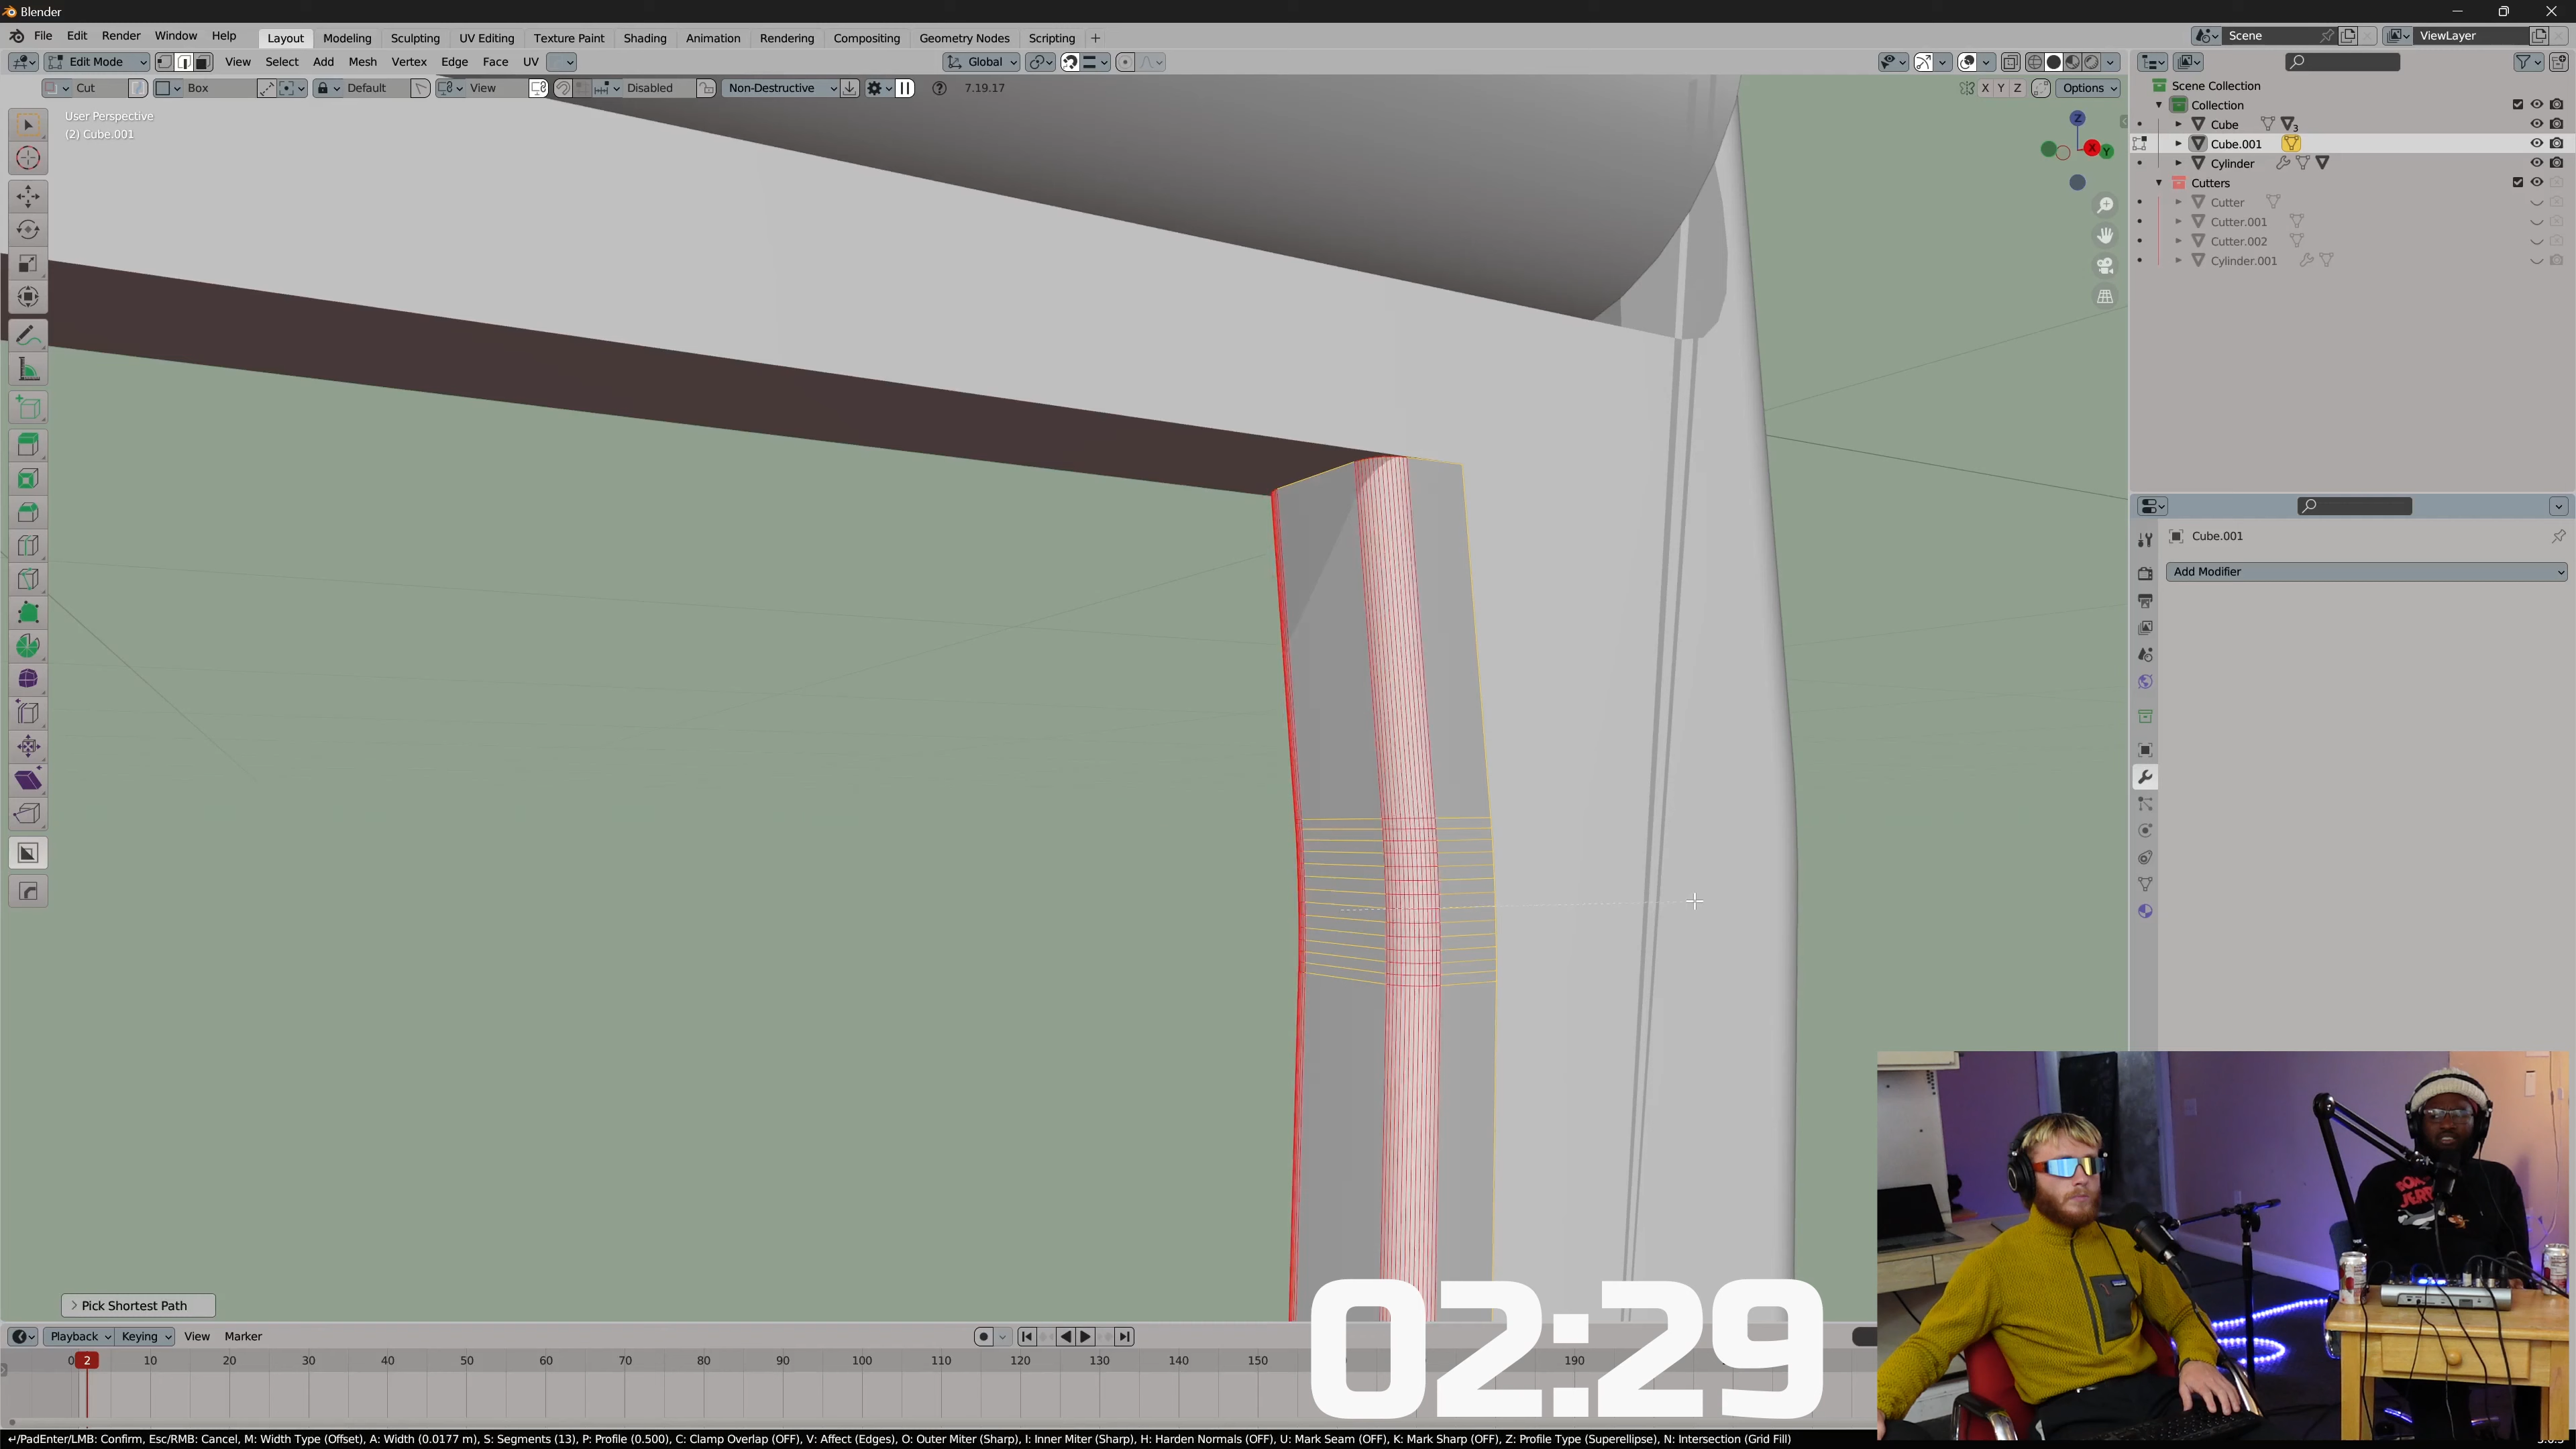 Blender
File Edit Render Window Help Layout Modeling Sculpting UV Editing Texture Paint Shading Animation Rendering Compositing Geometry Nodes Scripting + Scene ViewLayer
Edit Mode View Select Add Mesh Vertex Edge Face UV Global
Cut Box Default View Disabled Non-Destructive 7.19.17 X Y Z Options
User Perspective
(2) Cube.001
Z
X
Y
Scene Collection
Collection
Cube 3
Cube.001
Cylinder
Cutters
Cutter
Cutter.001
Cutter.002
Cylinder.001
Cube.001
Add Modifier
Pick Shortest Path
02:29
Playback Keying View Marker
0 2 10 20 30 40 50 60 70 80 90 100 110 120 130 140 150 190
↵/PadEnter/LMB: Confirm, Esc/RMB: Cancel, M: Width Type (Offset), A: Width (0.0177 m), S: Segments (13), P: Profile (0.500), C: Clamp Overlap (OFF), V: Affect (Edges), O: Outer Miter (Sharp), I: Inner Miter (Sharp), H: Harden Normals (OFF), U: Mark Seam (OFF), K: Mark Sharp (OFF), Z: Profile Type (Superellipse), N: Intersection (Grid Fill)